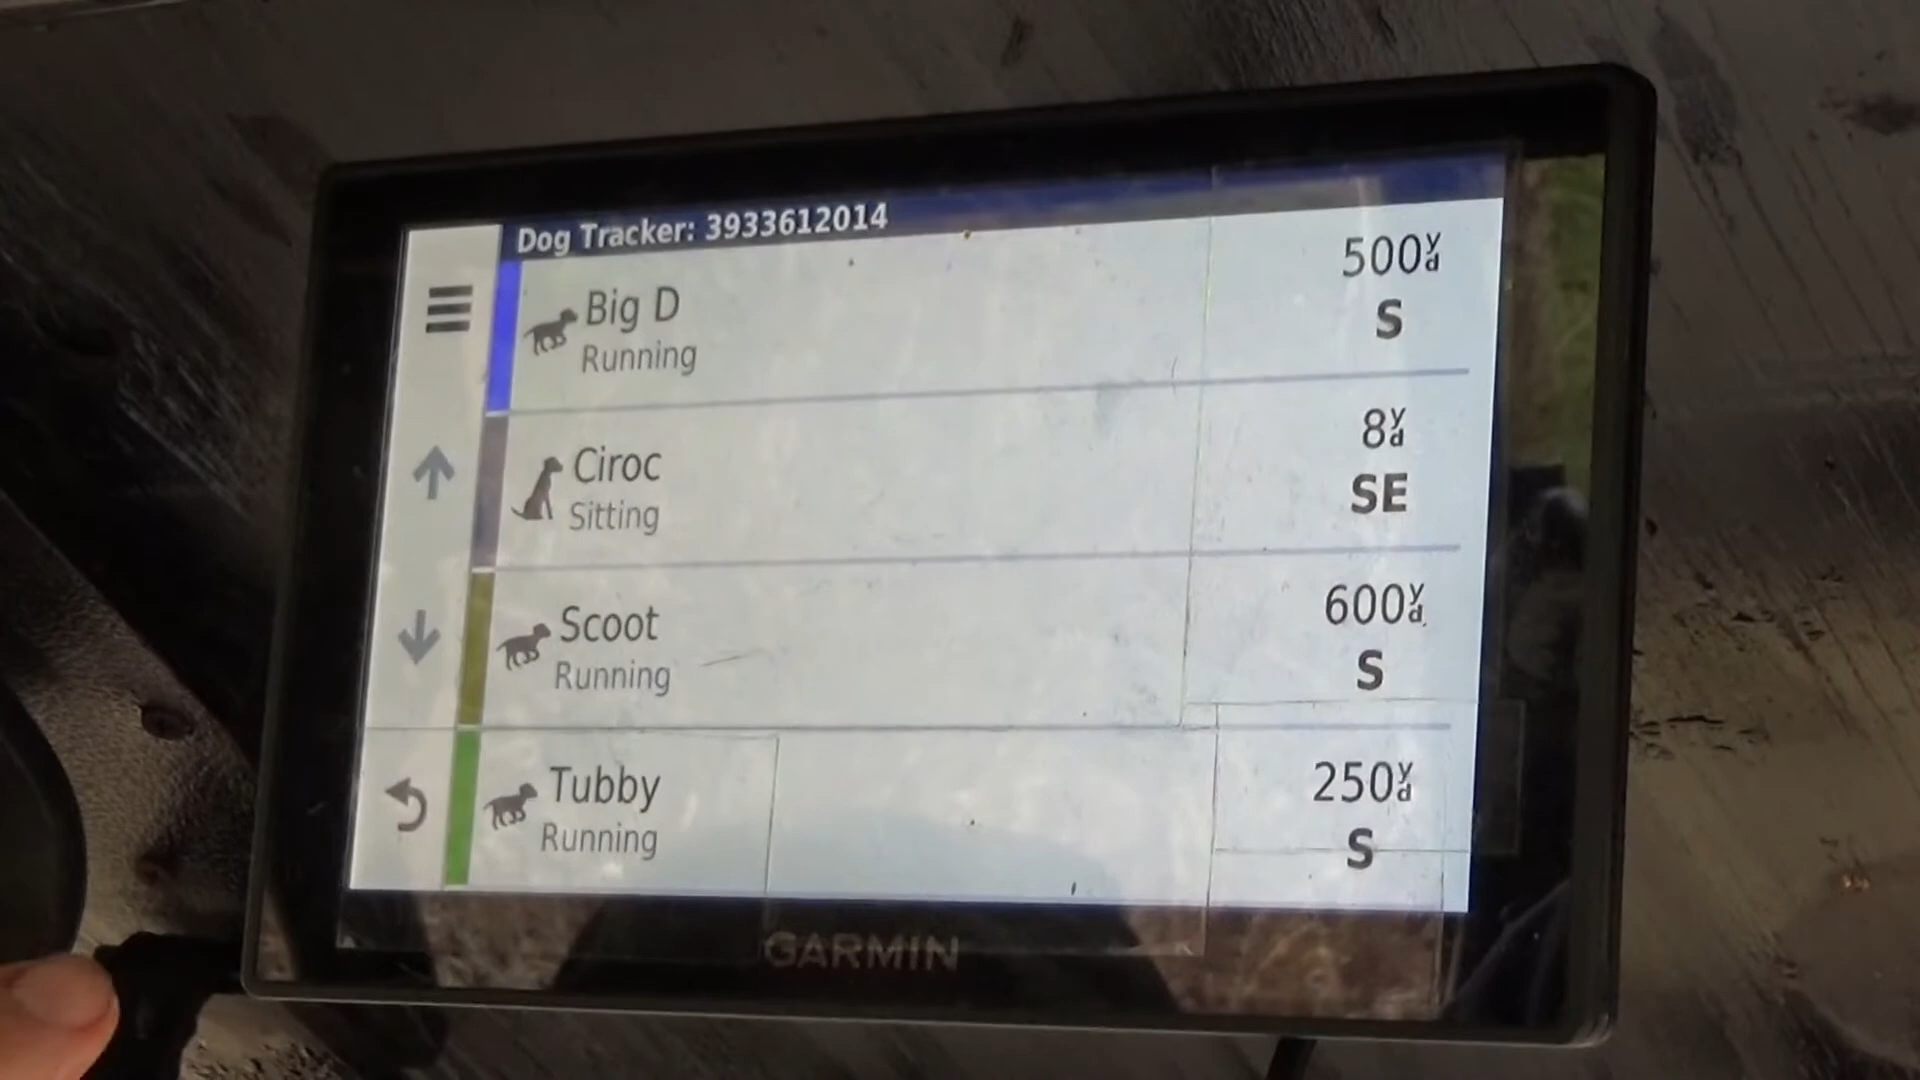 Dog Tracker: 3933612014
Big D
Running
500yd
S
Ciroc
Sitting
8yd
SE
Scoot
Running
600yd
S
Tubby
Running
250yd
S
GARMIN